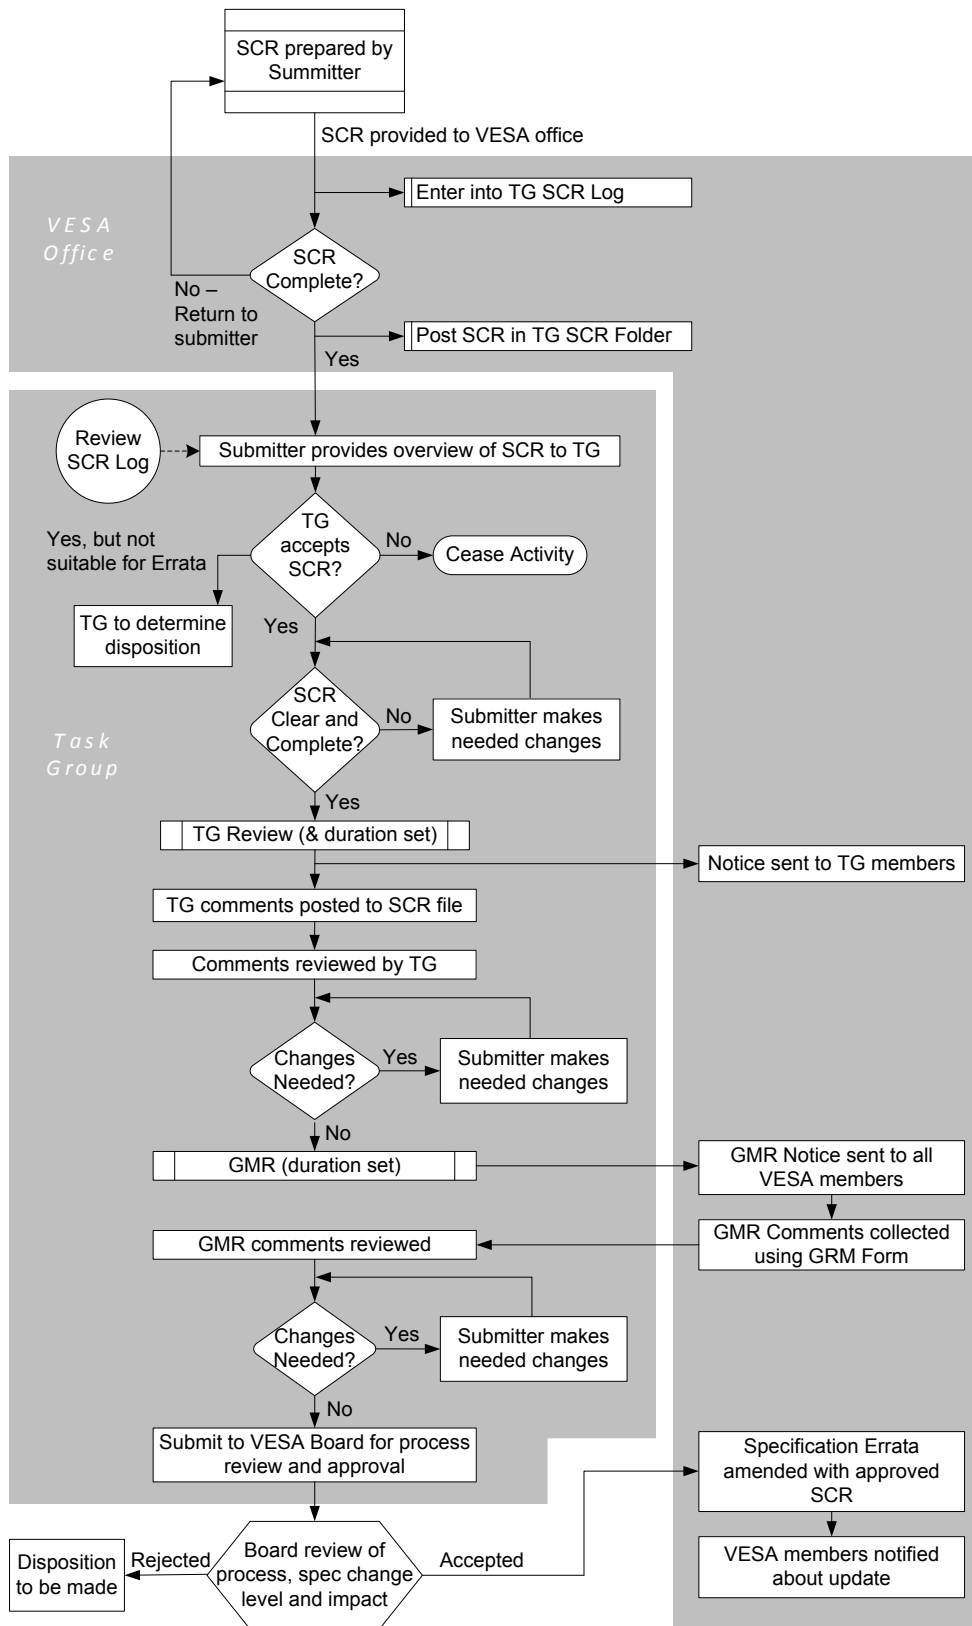 SCR prepared by
Summitter
SCR provided to VESA office
Enter into TG SCR Log
VESA
Office
SCR
Complete?
No –
Return to
submitter
Post SCR in TG SCR Folder
Yes
Review
SCR Log
Submitter provides overview of SCR to TG
TG
accepts
SCR?
No
Cease Activity
Yes, but not
suitable for Errata
TG to determine
disposition
Yes
SCR
Clear and
Complete?
No
Submitter makes
needed changes
Task
Group
Yes
TG Review (& duration set)
Notice sent to TG members
TG comments posted to SCR file
Comments reviewed by TG
Changes
Needed?
Yes
Submitter makes
needed changes
No
GMR (duration set)
GMR Notice sent to all
VESA members
GMR comments reviewed
GMR Comments collected
using GRM Form
Changes
Needed?
Yes
Submitter makes
needed changes
No
Submit to VESA Board for process
review and approval
Specification Errata
amended with approved
SCR
Disposition
to be made
Rejected
Board review of
process, spec change
level and impact
Accepted
VESA members notified
about update